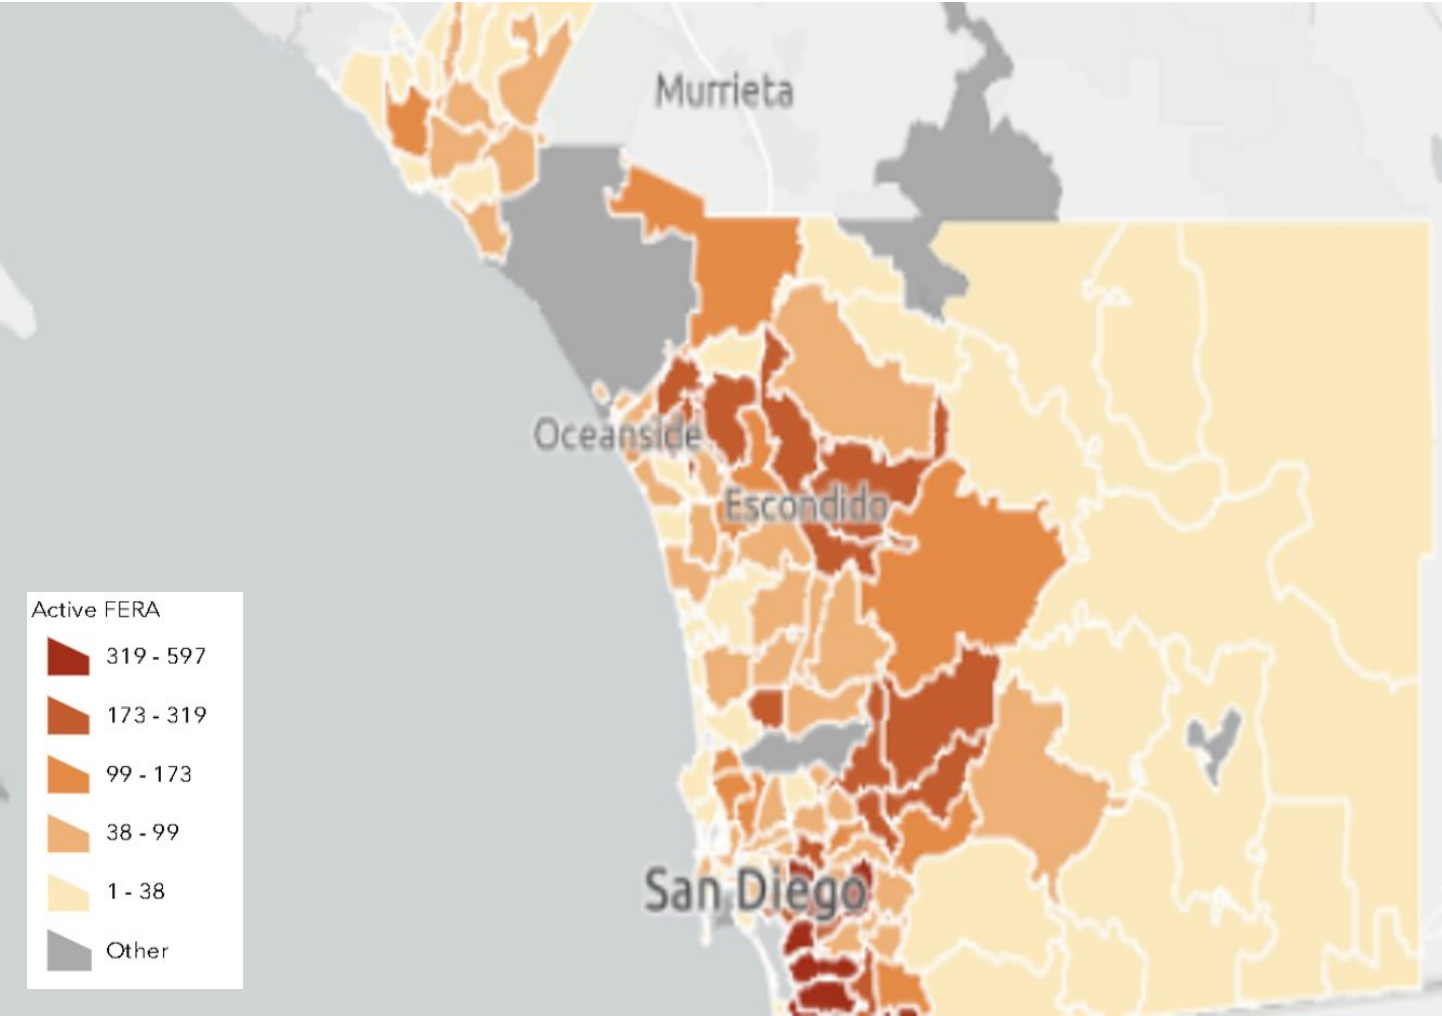 Murrieta
Oceanside
Escondido
San Diego
Active FERA
319 - 597
173 - 319
99 - 173
38 - 99
1 - 38
Other